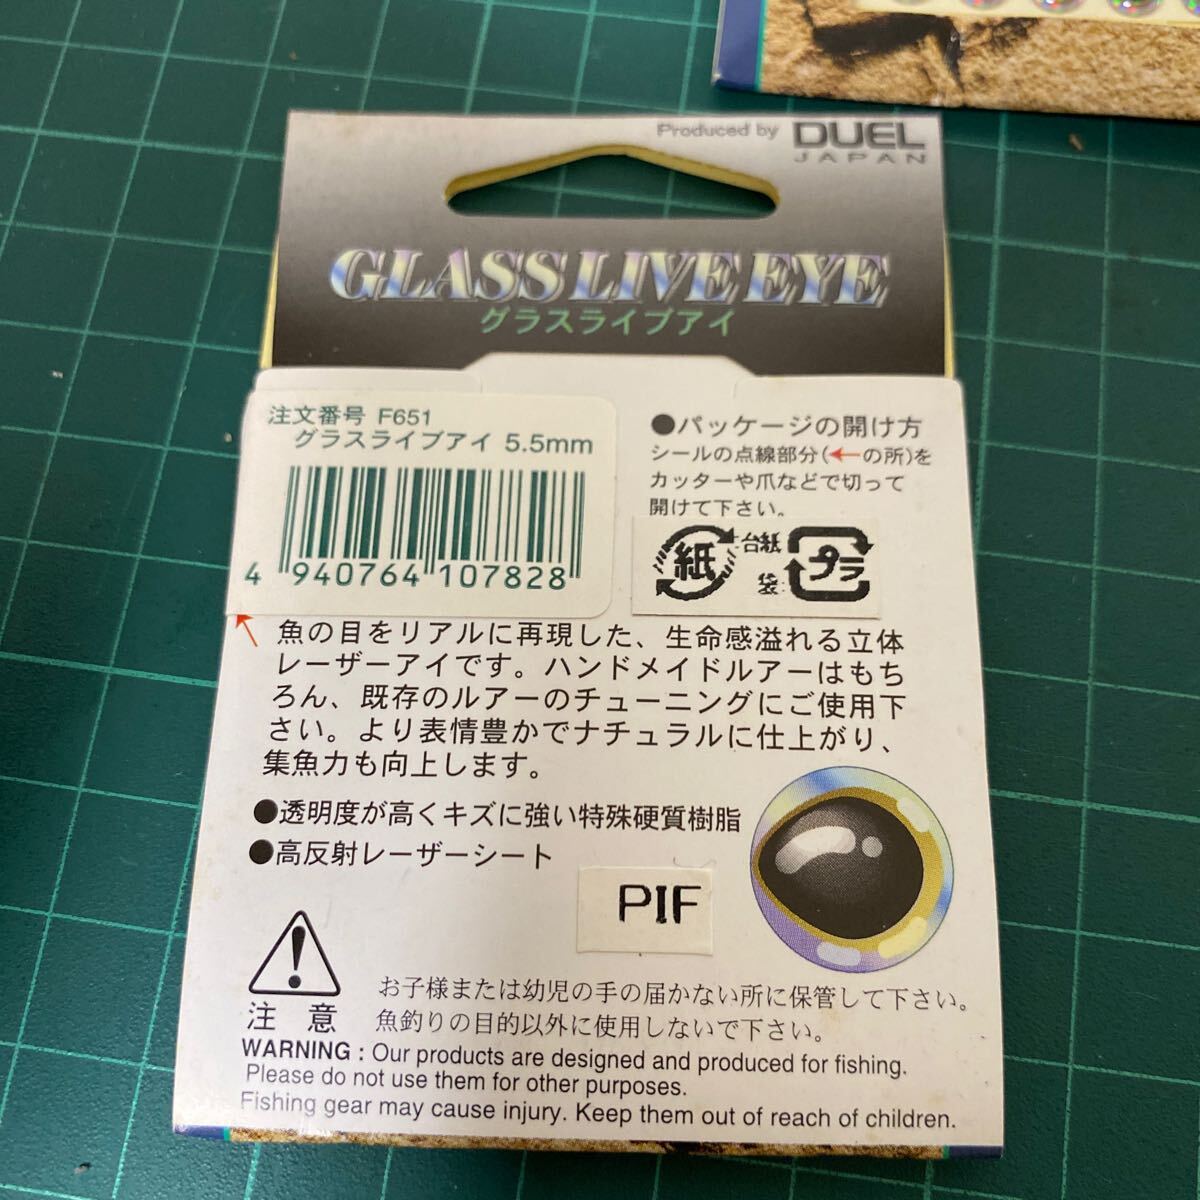 Produced by DUEL
JAPAN
GLASS LIVE EYE
グラスライブアイ
注文番号 F651
グラスライブアイ 5.5mm
4 940764 107828
●パッケージの開け方
シールの点線部分(←の所)を
カッターや爪などで切って
開けて下さい。
紙 台紙 プラ
袋
魚の目をリアルに再現した、生命感溢れる立体
レーザーアイです。ハンドメイドルアーはもち
ろん、既存のルアーのチューニングにご使用下
さい。より表情豊かでナチュラルに仕上がり、
集魚力も向上します。
●透明度が高くキズに強い特殊硬質樹脂
●高反射レーザーシート
PIF
注意
お子様または幼児の手の届かない所に保管して下さい。
魚釣りの目的以外に使用しないで下さい。
WARNING : Our products are designed and produced for fishing.
Please do not use them for other purposes.
Fishing gear may cause injury. Keep them out of reach of children.